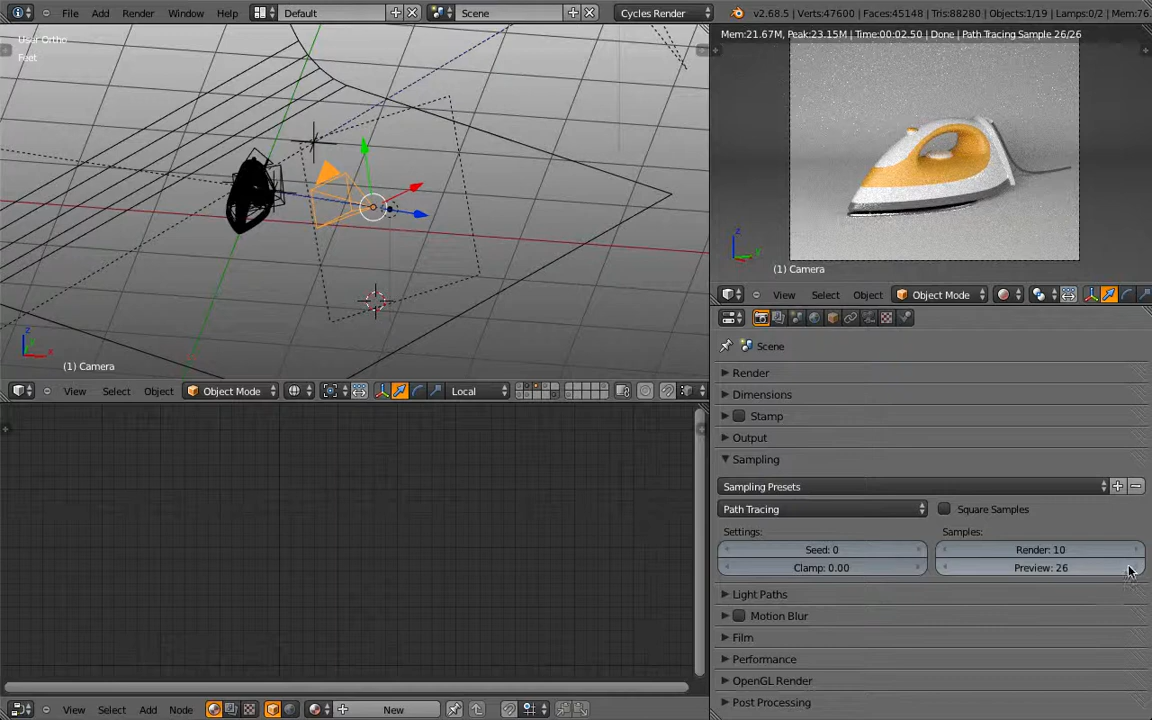 File Add Render Window Help Default Scene Cycles Render v2.68.5 | Verts:47600 | Faces:45148 | Tris:88280 | Objects:1/19 | Lamps:0/2 | Mem:76.
User Ortho
Feet
Mem:21.67M, Peak:23.15M | Time:00:02.50 | Done | Path Tracing Sample 26/26
z
y
(1) Camera
View Select Object Object Mode
Scene
z
x
(1) Camera
View Select Object Object Mode Local
Render
Dimensions
Stamp
Output
Sampling
Sampling Presets
Path Tracing Square Samples
Settings: Samples:
Seed: 0 Render: 10
Clamp: 0.00 Preview: 26
Light Paths
Motion Blur
Film
Performance
OpenGL Render
Post Processing
View Select Add Node New